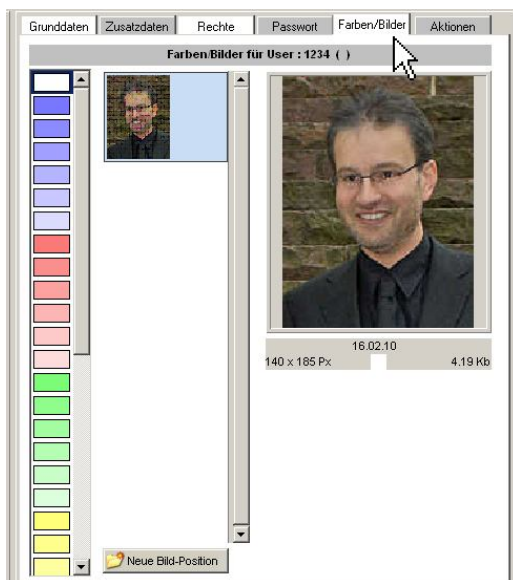 Grunddaten Zusatzdaten Rechte Passwort Farben/Bilder Aktionen
Farben/Bilder für User : 1234 ( )
16.02.10
140 x 185 Px 4.19 Kb
Neue Bild-Position